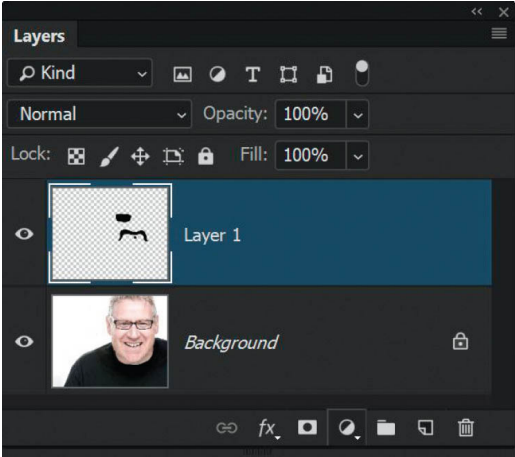 Layers
Kind
Normal Opacity: 100%
Lock: Fill: 100%
Layer 1
Background
fx